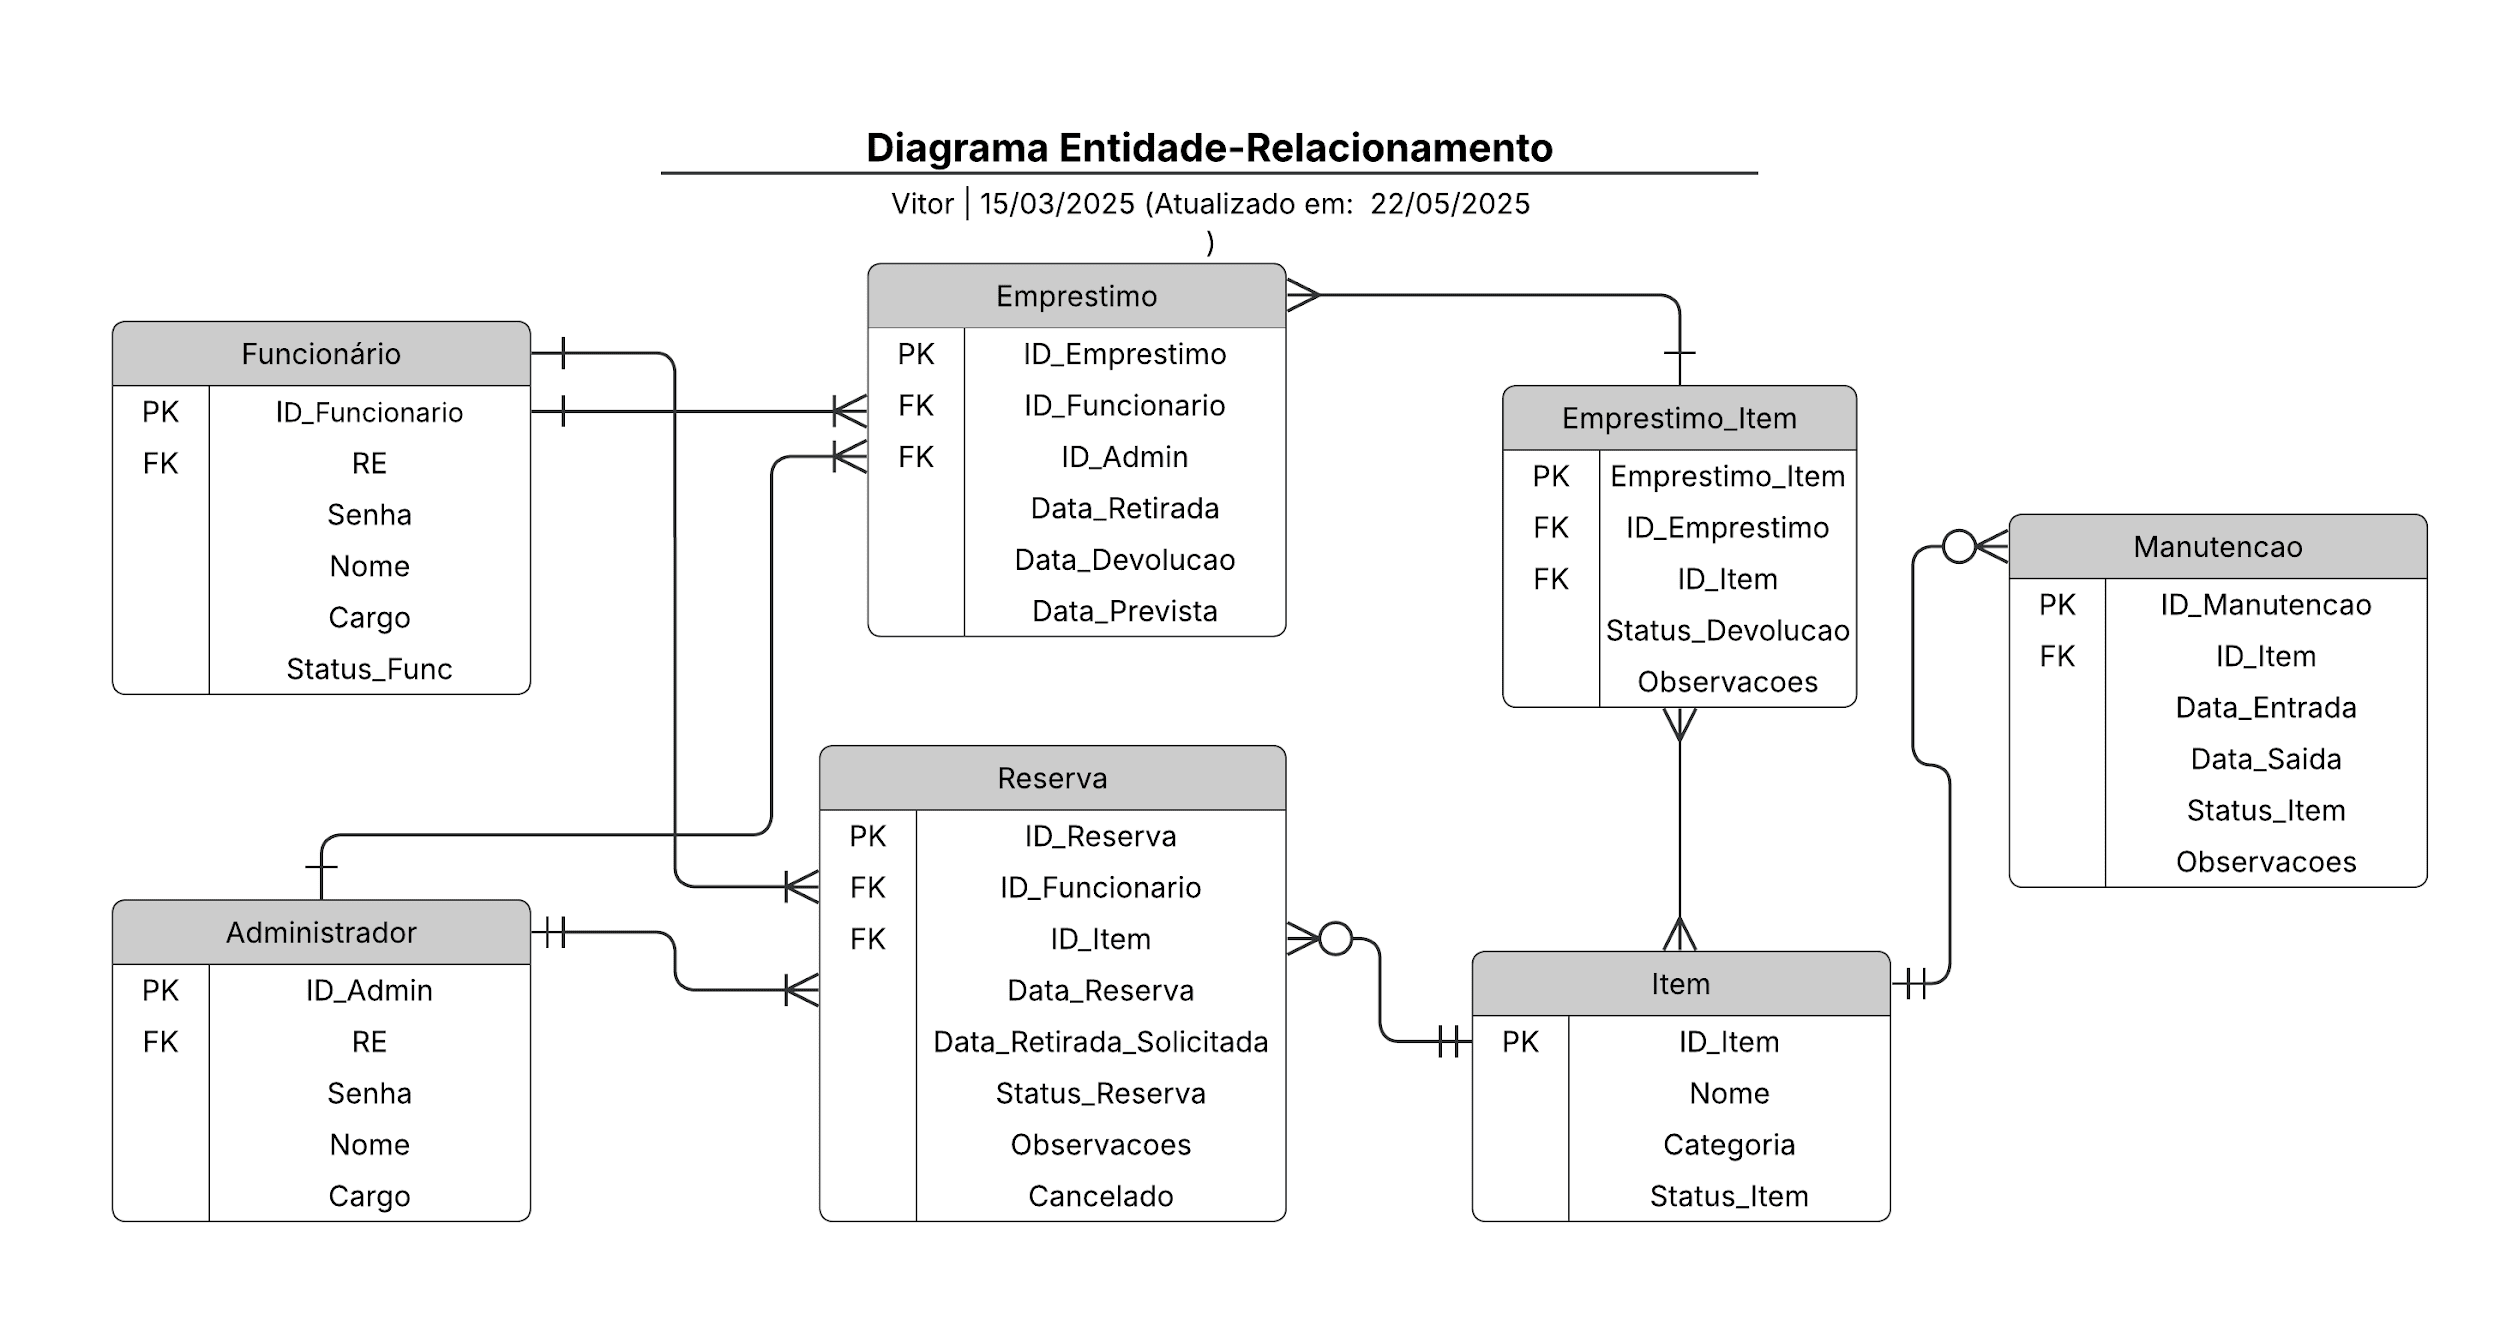 Diagrama Entidade-Relacionamento
Vitor | 15/03/2025 (Atualizado em:  22/05/2025
)
Funcionário
PK ID_Funcionario
FK RE
Senha
Nome
Cargo
Status_Func
Emprestimo
PK ID_Emprestimo
FK ID_Funcionario
FK ID_Admin
Data_Retirada
Data_Devolucao
Data_Prevista
Emprestimo_Item
PK Emprestimo_Item
FK ID_Emprestimo
FK ID_Item
Status_Devolucao
Observacoes
Manutencao
PK ID_Manutencao
FK ID_Item
Data_Entrada
Data_Saida
Status_Item
Observacoes
Administrador
PK ID_Admin
FK RE
Senha
Nome
Cargo
Reserva
PK ID_Reserva
FK ID_Funcionario
FK ID_Item
Data_Reserva
Data_Retirada_Solicitada
Status_Reserva
Observacoes
Cancelado
Item
PK ID_Item
Nome
Categoria
Status_Item